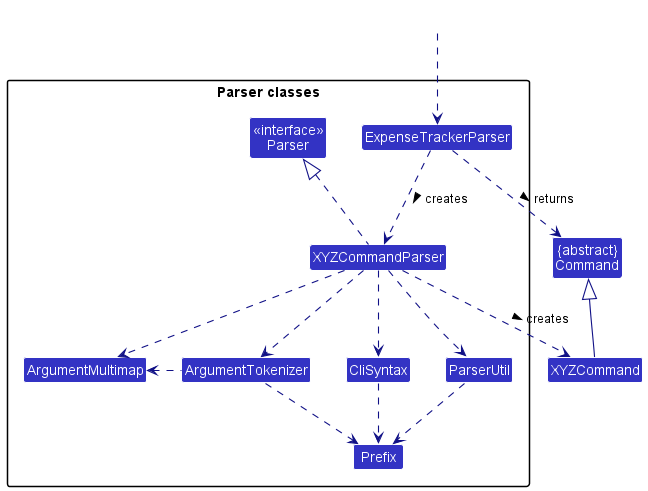 Parser classes
«interface»
Parser
ExpenseTrackerParser
creates
returns
XYZCommandParser
{abstract}
Command
creates
ArgumentMultimap
ArgumentTokenizer
CliSyntax
ParserUtil
XYZCommand
Prefix